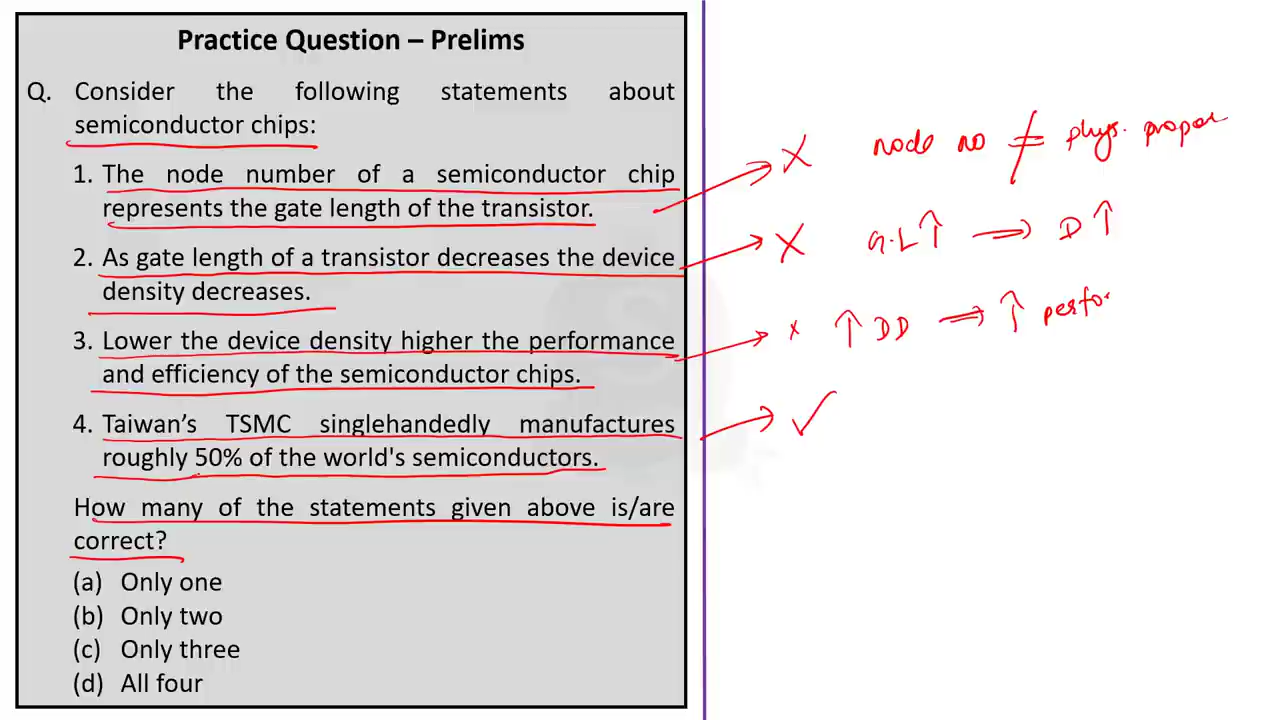 Practice Question – Prelims
Q. Consider the following statements about
semiconductor chips:
1. The node number of a semiconductor chip
represents the gate length of the transistor.
2. As gate length of a transistor decreases the device
density decreases.
3. Lower the device density higher the performance
and efficiency of the semiconductor chips.
4. Taiwan's TSMC singlehandedly manufactures
roughly 50% of the world's semiconductors.
How many of the statements given above is/are
correct?
(a) Only one
(b) Only two
(c) Only three
(d) All four
X node no ≠ phys. proper
X G.L ↑ ⇒ D ↑
x ↑ DD ⇒ ↑ perfor
✓